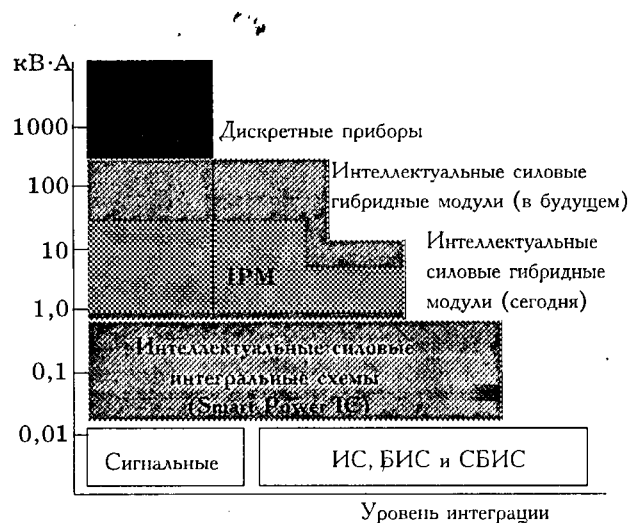 кВ·А
1000
Дискретные приборы
Интеллектуальные силовые
100
гибридные модули (в будущем)
Интеллектуальные
10
силовые гибридные
IPM
модули (сегодня)
1,0
Интеллектуальные силовые
0,1
интегральные схемы
(Smart Power IC)
0,01
Сигнальные
ИС, БИС и СБИС
Уровень интеграции